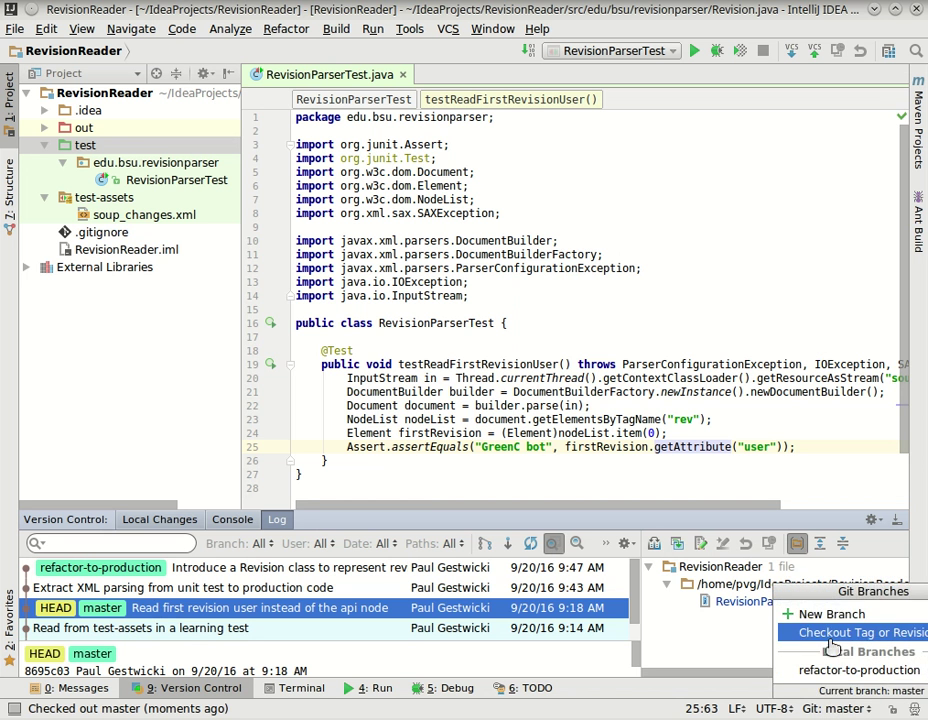 RevisionReader - [~/IdeaProjects/RevisionReader] - [RevisionReader] - ~/IdeaProjects/RevisionReader/src/edu/bsu/revisionparser/Revision.java - IntelliJ IDEA ...
File Edit View Navigate Code Analyze Refactor Build Run Tools VCS Window Help
RevisionReader
RevisionParserTest
VCS VCS
1: Project
7: Structure
2: Favorites
Project
RevisionReader ~/IdeaProjects/
.idea
out
test
edu.bsu.revisionparser
RevisionParserTest
test-assets
soup_changes.xml
.gitignore
RevisionReader.iml
External Libraries
RevisionParserTest.java
RevisionParserTest testReadFirstRevisionUser()
1 package edu.bsu.revisionparser;
2
3 import org.junit.Assert;
4 import org.junit.Test;
5 import org.w3c.dom.Document;
6 import org.w3c.dom.Element;
7 import org.w3c.dom.NodeList;
8 import org.xml.sax.SAXException;
9
10 import javax.xml.parsers.DocumentBuilder;
11 import javax.xml.parsers.DocumentBuilderFactory;
12 import javax.xml.parsers.ParserConfigurationException;
13 import java.io.IOException;
14 import java.io.InputStream;
15
16 public class RevisionParserTest {
17
18 @Test
19 public void testReadFirstRevisionUser() throws ParserConfigurationException, IOException, SA
20 InputStream in = Thread.currentThread().getContextClassLoader().getResourceAsStream("sou
21 DocumentBuilder builder = DocumentBuilderFactory.newInstance().newDocumentBuilder();
22 Document document = builder.parse(in);
23 NodeList nodeList = document.getElementsByTagName("rev");
24 Element firstRevision = (Element)nodeList.item(0);
25 Assert.assertEquals("GreenC bot", firstRevision.getAttribute("user"));
26 }
27 }
28
Maven Projects
Ant Build
Version Control: Local Changes Console Log
Branch: All User: All Date: All Paths: All
refactor-to-production Introduce a Revision class to represent rev Paul Gestwicki 9/20/16 9:47 AM
Extract XML parsing from unit test to production code Paul Gestwicki 9/20/16 9:43 AM
HEAD master Read first revision user instead of the api node Paul Gestwicki 9/20/16 9:18 AM
Read from test-assets in a learning test Paul Gestwicki 9/20/16 9:14 AM
HEAD master
8695c03 Paul Gestwicki on 9/20/16 at 9:18 AM
RevisionReader 1 file
/home/pvg/IdeaProjects/RevisionReade
RevisionPa
Git Branches
New Branch
Checkout Tag or Revisio
cal Branches
refactor-to-production
Current branch: master
0: Messages 9: Version Control Terminal 4: Run 5: Debug 6: TODO
Checked out master (moments ago) 25:63 LF UTF-8 Git: master